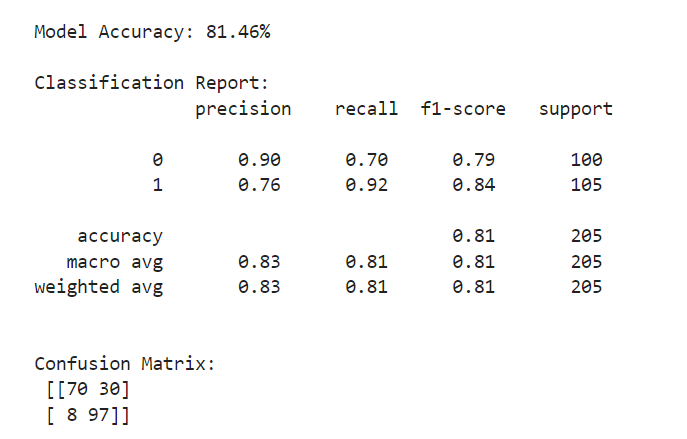 Model Accuracy: 81.46%
Classification Report:
precision recall f1-score support
0 0.90 0.70 0.79 100
1 0.76 0.92 0.84 105
accuracy 0.81 205
macro avg 0.83 0.81 0.81 205
weighted avg 0.83 0.81 0.81 205
Confusion Matrix:
[[70 30]
[ 8 97]]